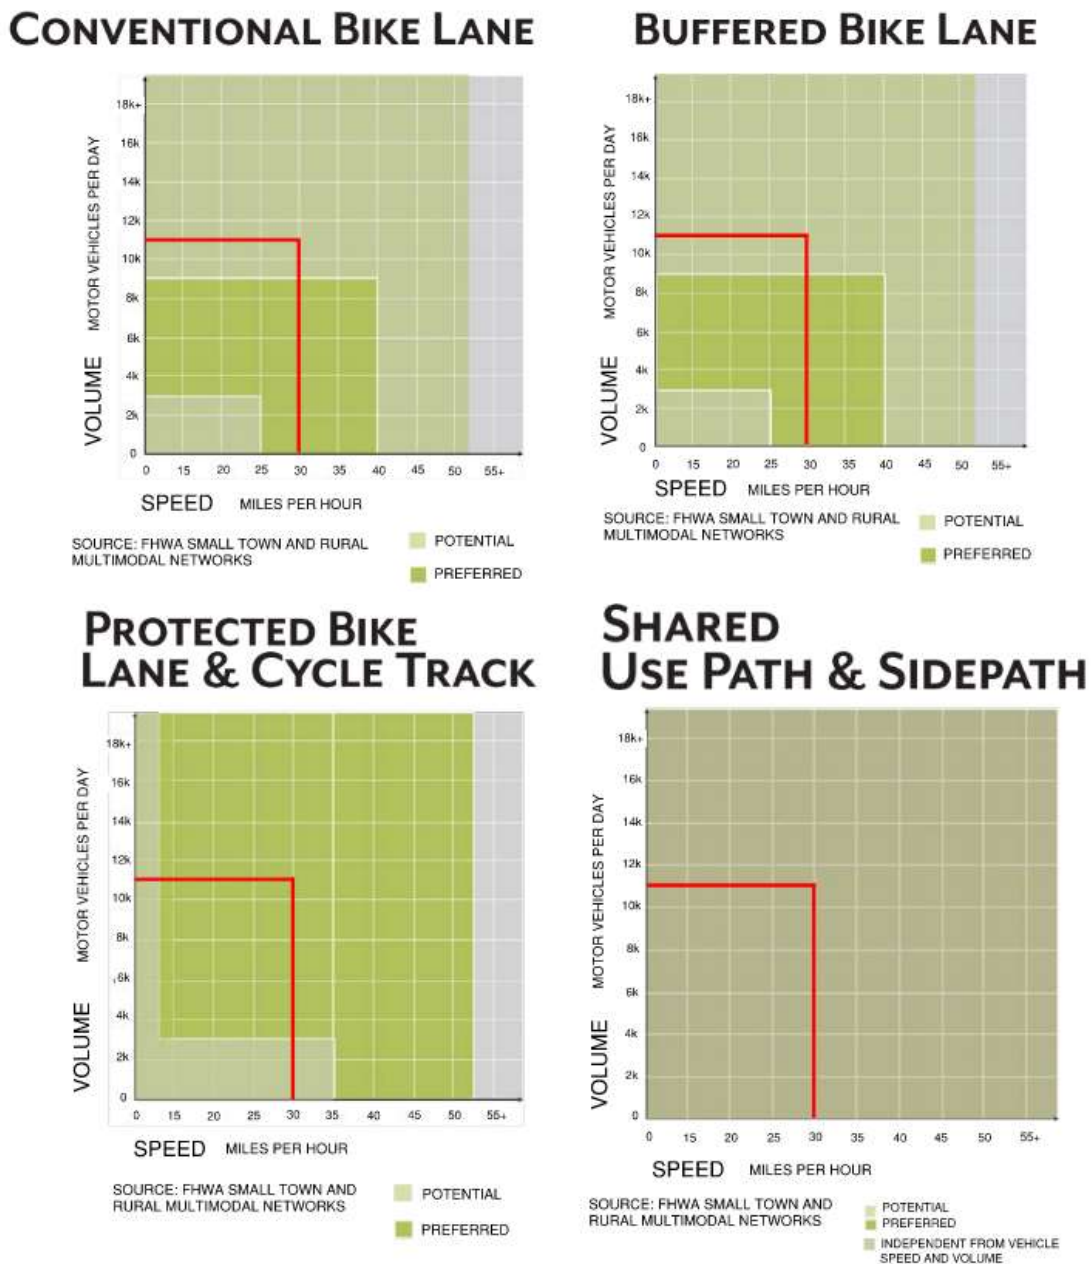 CONVENTIONAL BIKE LANE
18k+
16k
14k
12k
10k
8k
6k
4k
2k
0
VOLUME MOTOR VEHICLES PER DAY
0 15 20 25 30 35 40 45 50 55+
SPEED MILES PER HOUR
SOURCE: FHWA SMALL TOWN AND RURAL
MULTIMODAL NETWORKS
POTENTIAL
PREFERRED
BUFFERED BIKE LANE
18k+
16k
14k
12k
10k
8k
6k
4k
2k
0
VOLUME MOTOR VEHICLES PER DAY
0 15 20 25 30 35 40 45 50 55+
SPEED MILES PER HOUR
SOURCE: FHWA SMALL TOWN AND RURAL
MULTIMODAL NETWORKS
POTENTIAL
PREFERRED
PROTECTED BIKE
LANE & CYCLE TRACK
18k+
16k
14k
12k
10k
8k
6k
4k
2k
0
VOLUME MOTOR VEHICLES PER DAY
0 15 20 25 30 35 40 45 50 55+
SPEED MILES PER HOUR
SOURCE: FHWA SMALL TOWN AND
RURAL MULTIMODAL NETWORKS
POTENTIAL
PREFERRED
SHARED
USE PATH & SIDEPATH
18k+
16k
14k
12k
10k
8k
6k
4k
2k
0
VOLUME MOTOR VEHICLES PER DAY
0 15 20 25 30 35 40 45 50 55+
SPEED MILES PER HOUR
SOURCE: FHWA SMALL TOWN AND
RURAL MULTIMODAL NETWORKS
POTENTIAL
PREFERRED
INDEPENDENT FROM VEHICLE
SPEED AND VOLUME